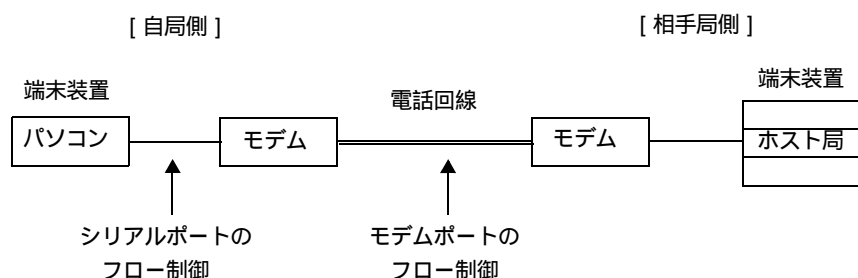 [ 自局側 ]
[ 相手局側 ]
端末装置
電話回線
端末装置
パソコン
モデム
モデム
ホスト局
シリアルポートの
フロー制御
モデムポートの
フロー制御